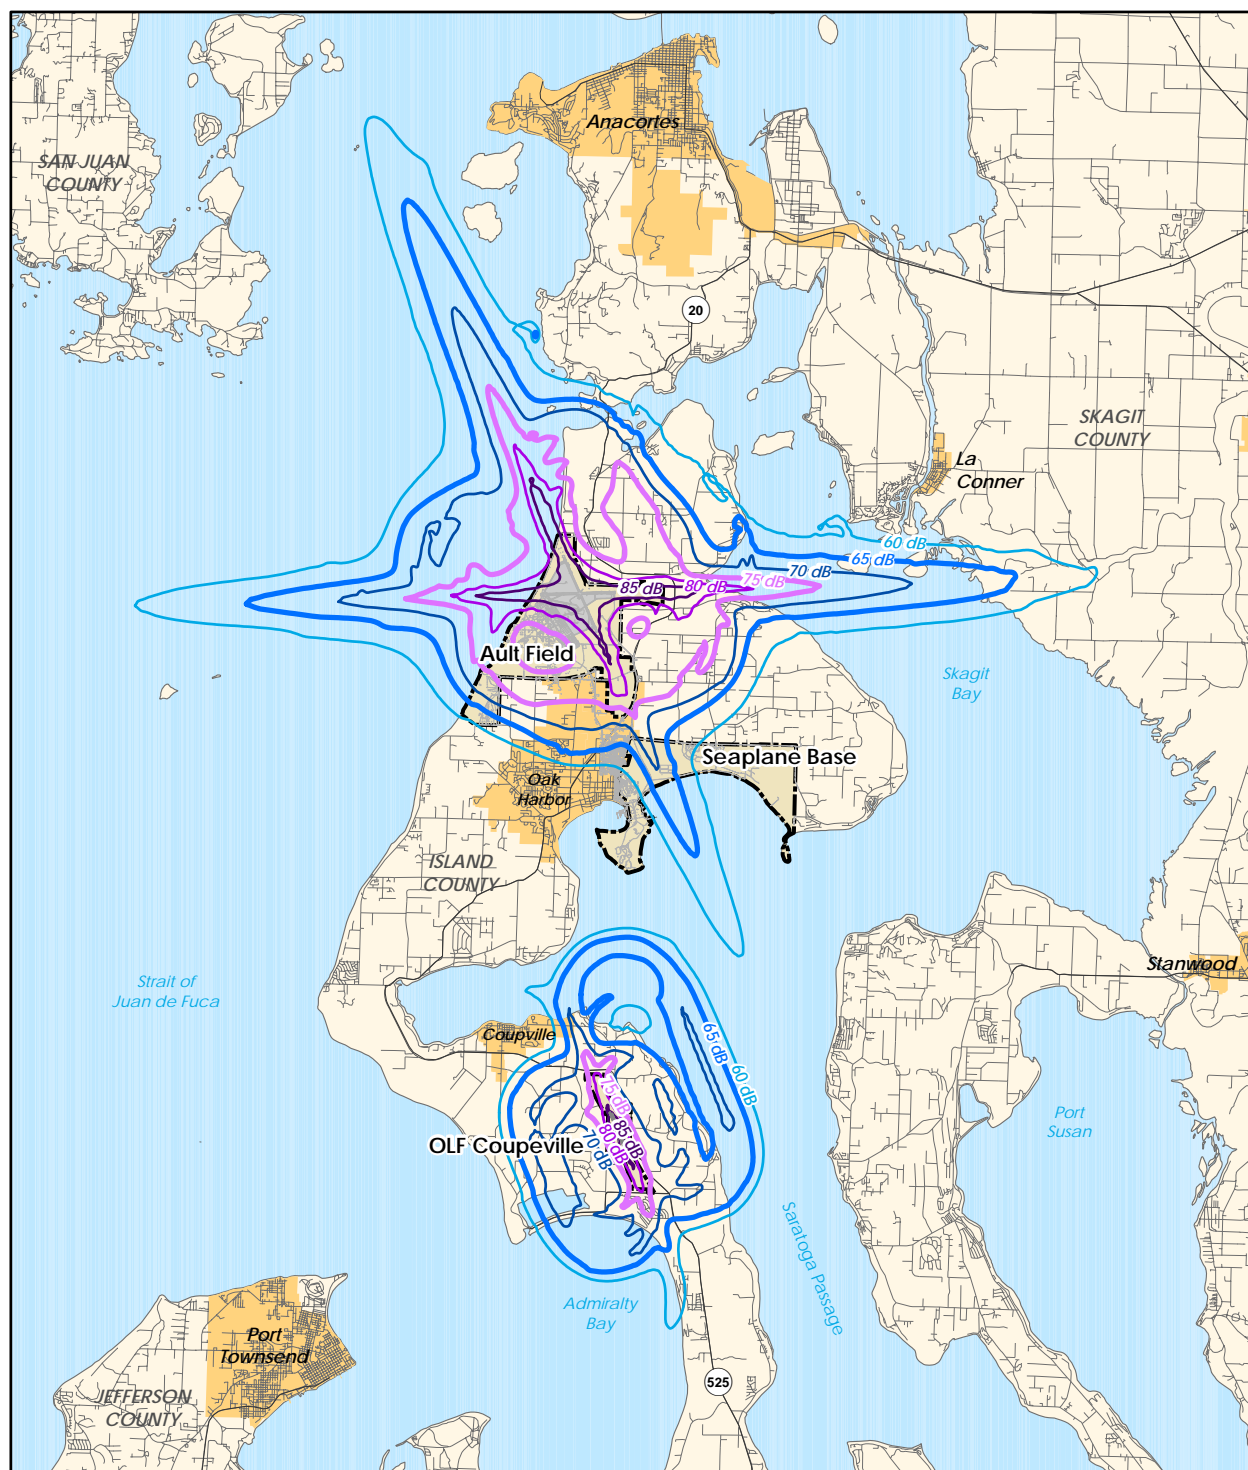 Anacortes
SAN JUAN
COUNTY
20
SKAGIT
COUNTY
La
Conner
60 dB
65 dB
70 dB
75 dB
80 dB
85 dB
Ault Field
Skagit
Bay
Seaplane Base
Oak
Harbor
ISLAND
COUNTY
Stanwood
Strait of
Juan de Fuca
Coupville
65 dB
60 dB
75 dB
85 dB
80 dB
70 dB
OLF Coupeville
Port
Susan
Saratoga Passage
Admiralty
Bay
Port
Townsend
525
JEFFERSON
COUNTY